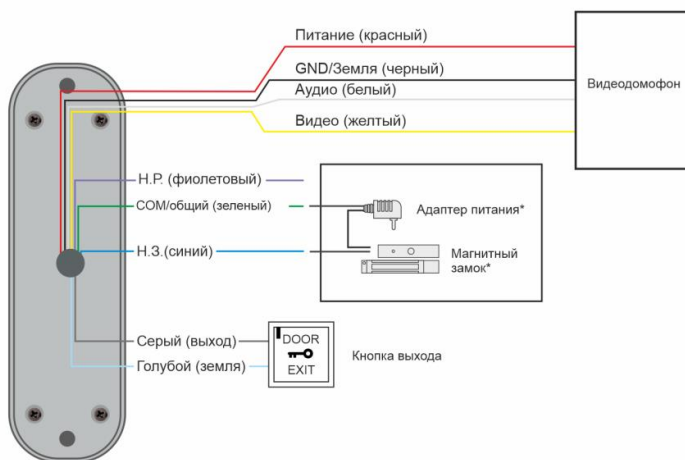 Питание (красный)
GND/Земля (черный)
Аудио (белый)
Видео (желтый)
Видеодомофон
Н.Р. (фиолетовый)
COM/общий (зеленый)
Н.З.(синий)
Адаптер питания*
Магнитный
замок*
Серый (выход)
Голубой (земля)
DOOR
EXIT
Кнопка выхода